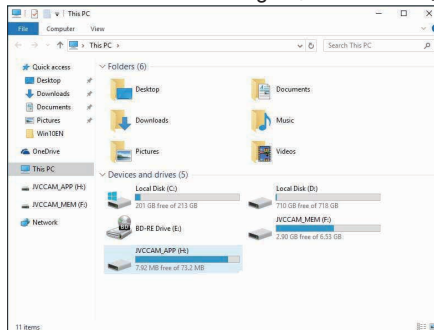 This PC
File Computer View
This PC
Search This PC
Quick access
Desktop
Downloads
Documents
Pictures
Win10EN
OneDrive
This PC
JVCCAM_APP (H:)
JVCCAM_MEM (F:)
Network
Folders (6)
Desktop
Documents
Downloads
Music
Pictures
Videos
Devices and drives (5)
Local Disk (C:)
201 GB free of 213 GB
Local Disk (D:)
710 GB free of 718 GB
BD-RE Drive (E:)
JVCCAM_MEM (F:)
2.90 GB free of 6.53 GB
JVCCAM_APP (H:)
7.92 MB free of 73.2 MB
11 items